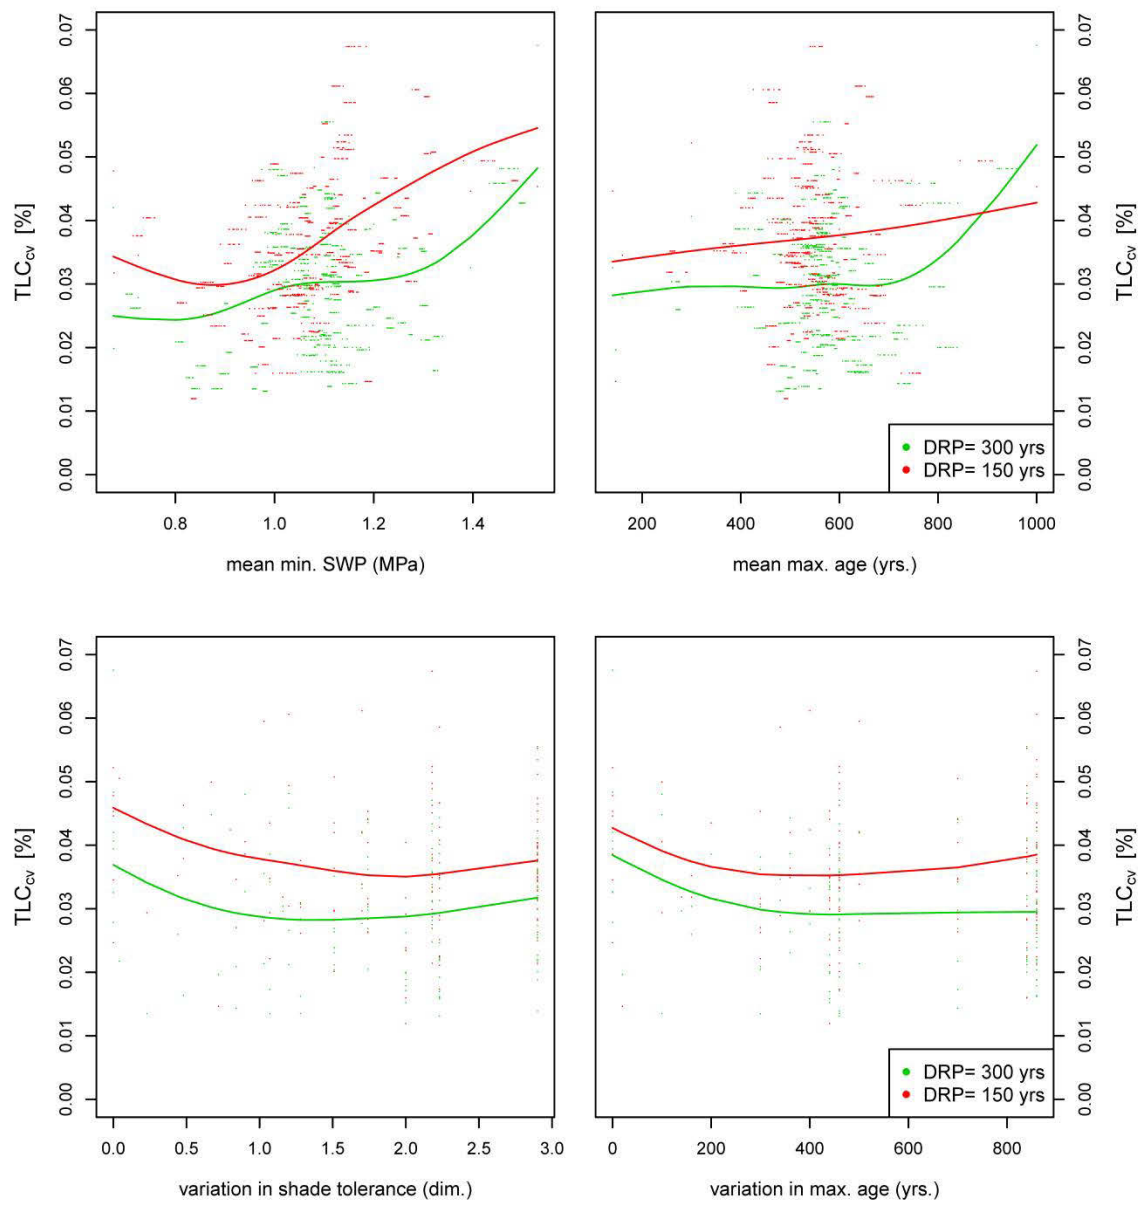 0.00 0.01 0.02 0.03 0.04 0.05 0.06 0.07
TLCcv [%]
0.8 1.0 1.2 1.4
mean min. SWP (MPa)
0.00 0.01 0.02 0.03 0.04 0.05 0.06 0.07
TLCcv [%]
DRP= 300 yrs
DRP= 150 yrs
200 400 600 800 1000
mean max. age (yrs.)
0.00 0.01 0.02 0.03 0.04 0.05 0.06 0.07
TLCcv [%]
0.0 0.5 1.0 1.5 2.0 2.5 3.0
variation in shade tolerance (dim.)
0.00 0.01 0.02 0.03 0.04 0.05 0.06 0.07
TLCcv [%]
DRP= 300 yrs
DRP= 150 yrs
0 200 400 600 800
variation in max. age (yrs.)